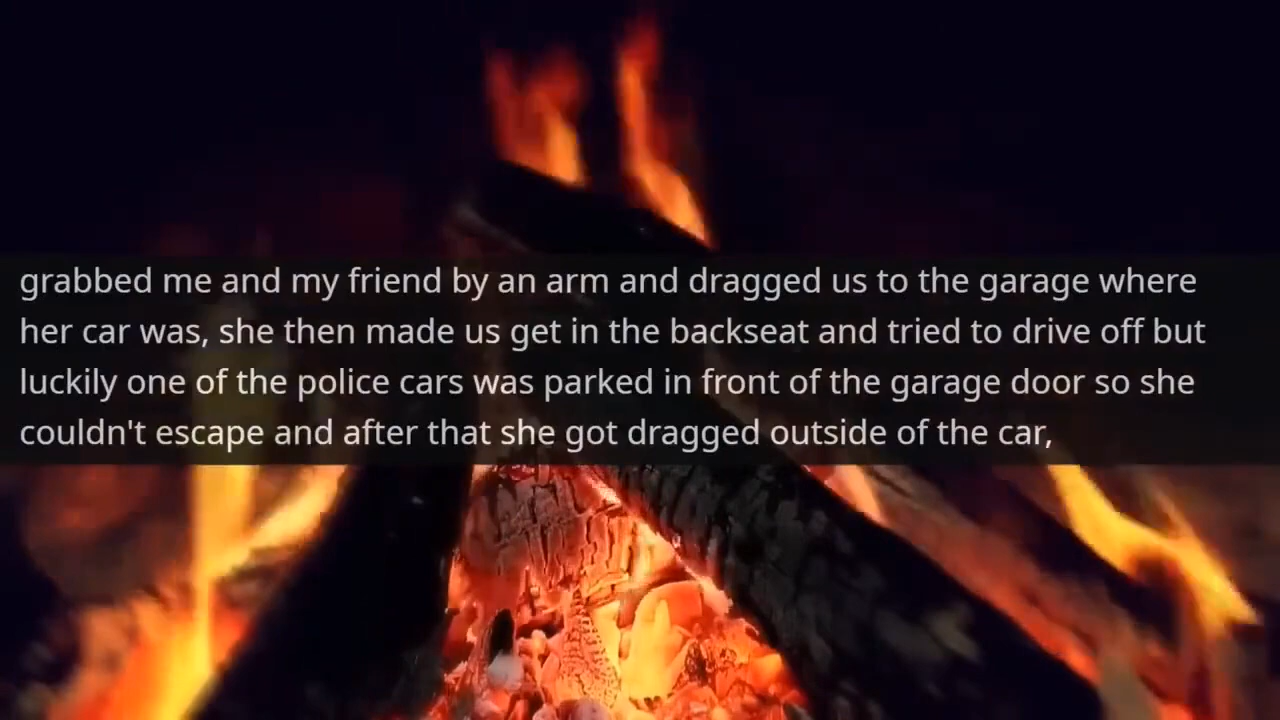 grabbed me and my friend by an arm and dragged us to the garage where
her car was, she then made us get in the backseat and tried to drive off but
luckily one of the police cars was parked in front of the garage door so she
couldn't escape and after that she got dragged outside of the car,